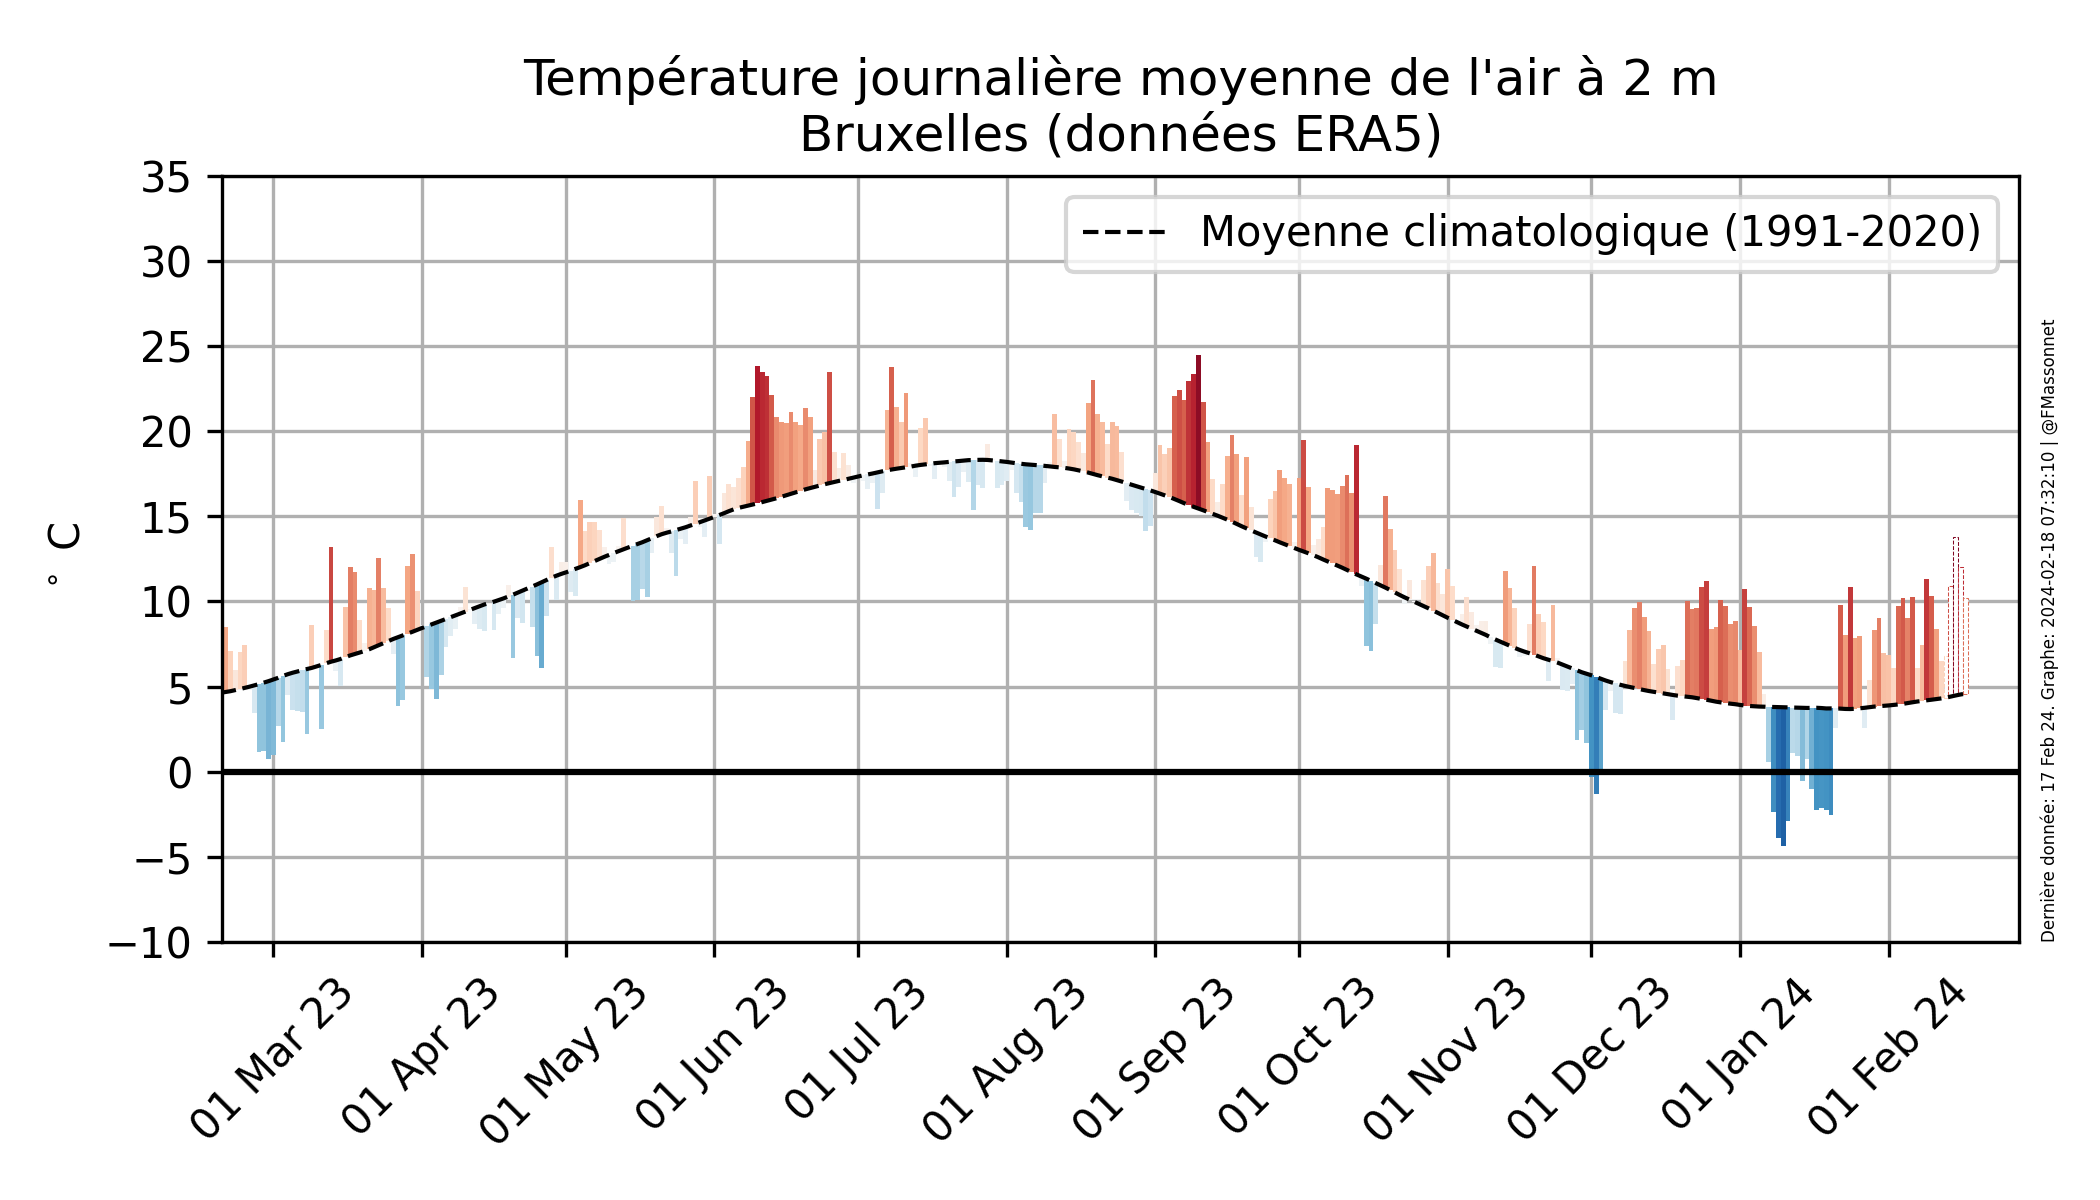 Température journalière moyenne de l'air à 2 m
Bruxelles (données ERA5)
Moyenne climatologique (1991-2020)
35
30
25
20
15
10
5
0
−5
−10
° C
01 Mar 23
01 Apr 23
01 May 23
01 Jun 23
01 Jul 23
01 Aug 23
01 Sep 23
01 Oct 23
01 Nov 23
01 Dec 23
01 Jan 24
01 Feb 24
Dernière donnée: 17 Feb 24. Graphe: 2024-02-18 07:32:10 | @FMassonnet